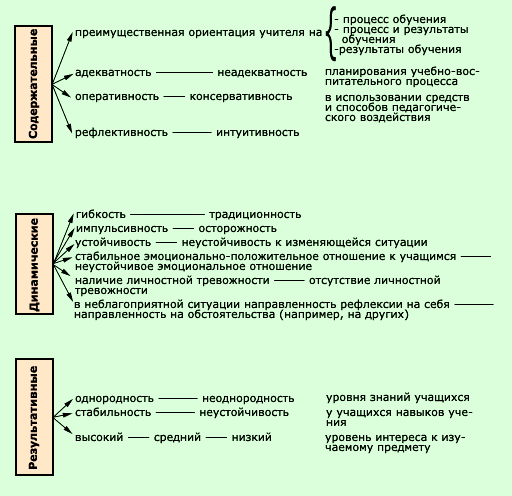 Содержательные
преимущественная ориентация учителя на
- процесс обучения
- процесс и результаты
обучения
-результаты обучения
адекватность неадекватность планирования учебно-вос-
питательного процесса
оперативность консервативность в использовании средств
и способов педагогиче-
ского воздействия
рефлективность интуитивность
Динамические
гибкость традиционность
импульсивность осторожность
устойчивость неустойчивость к изменяющейся ситуации
стабильное эмоционально-положительное отношение к учащимся
неустойчивое эмоциональное отношение
наличие личностной тревожности отсутствие личностной
тревожности
в неблагоприятной ситуации направленность рефлексии на себя
направленность на обстоятельства (например, на других)
Результативные
однородность неоднородность уровня знаний учащихся
стабильность неустойчивость у учащихся навыков уче-
ния
высокий средний низкий уровень интереса к изу-
чаемому предмету